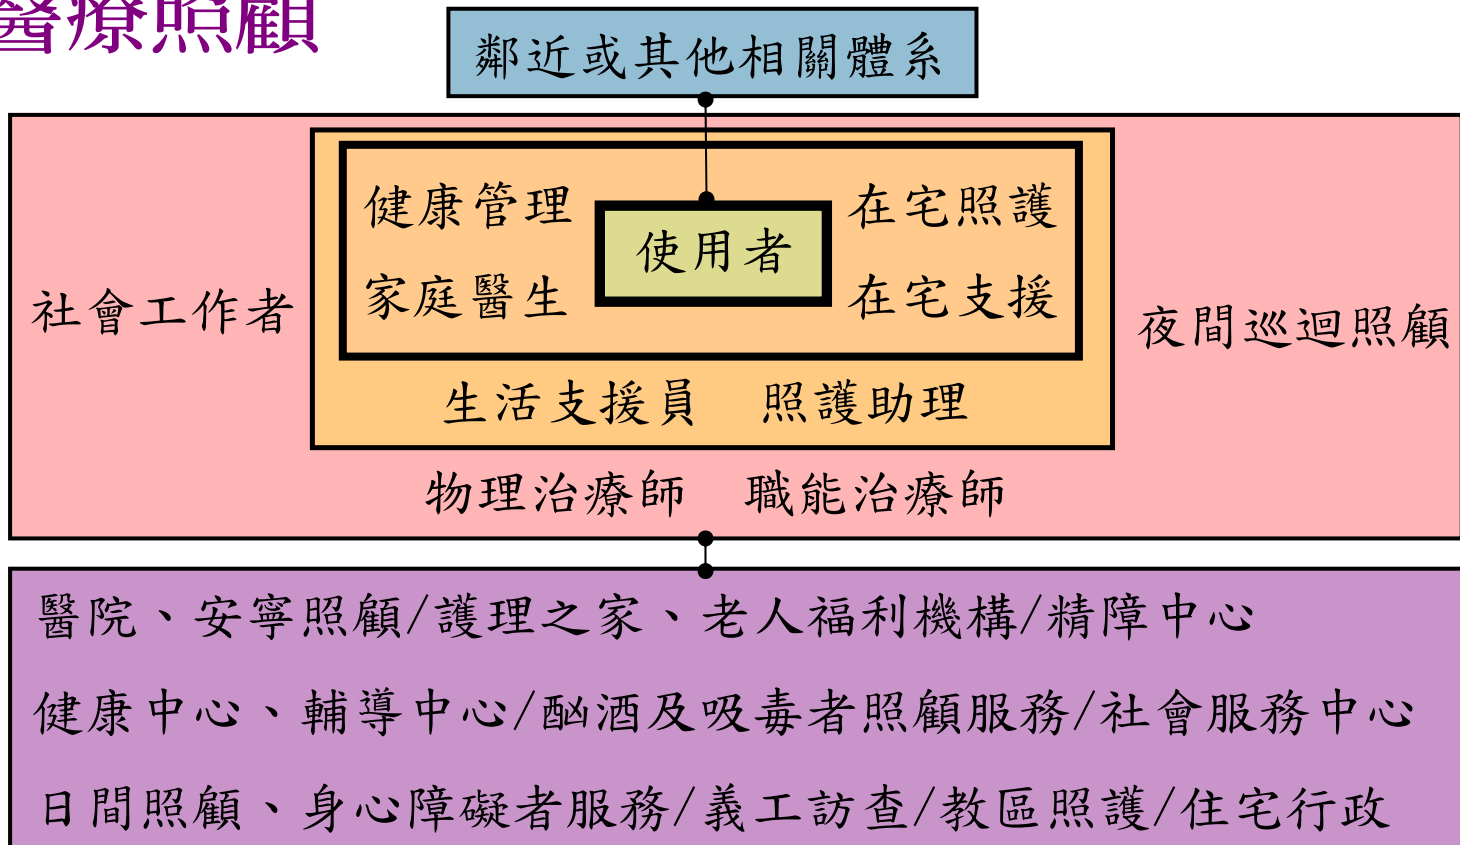 醫療照顧
鄰近或其他相關體系
健康管理
在宅照護
使用者
家庭醫生
在宅支援
社會工作者
夜間巡迴照顧
生活支援員 照護助理
物理治療師 職能治療師
醫院、安寧照顧/護理之家、老人福利機構/精障中心
健康中心、輔導中心/酗酒及吸毒者照顧服務/社會服務中心
日間照顧、身心障礙者服務/義工訪查/教區照護/住宅行政